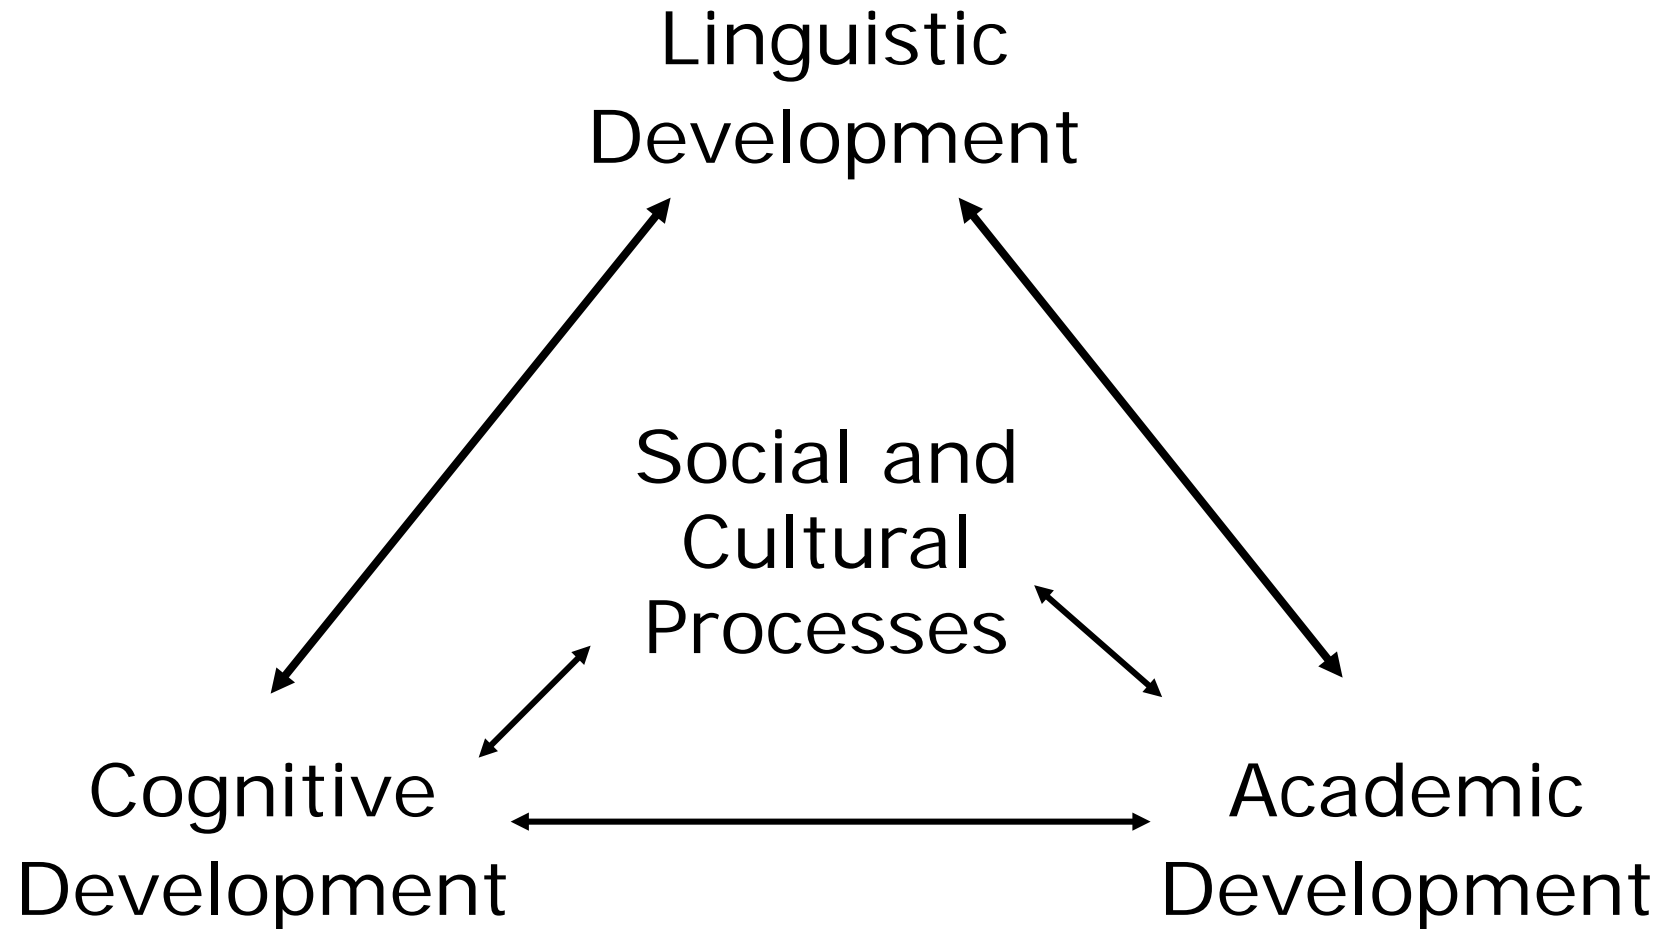 Linguistic
Development
Social and
Cultural
Processes
Cognitive
Development
Academic
Development